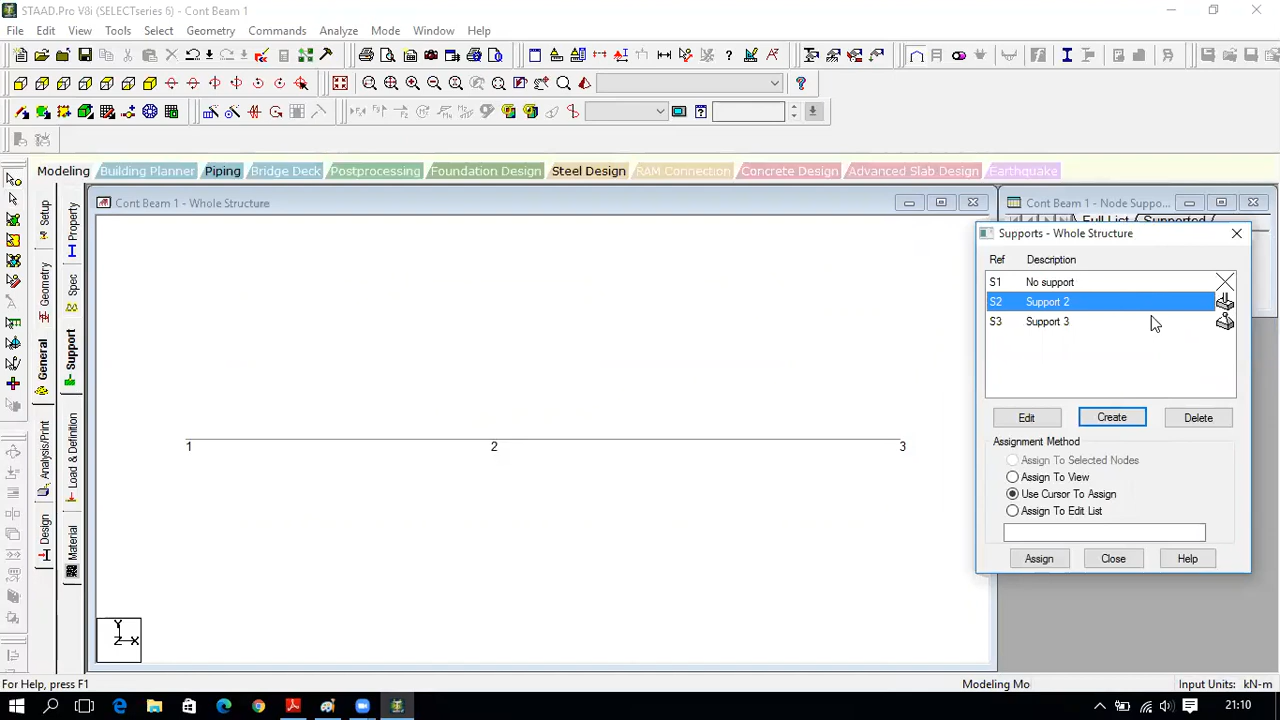 STAAD.Pro V8i (SELECTseries 6) - Cont Beam 1
File Edit View Tools Select Geometry Commands Analyze Mode Window Help
Modeling Building Planner Piping Bridge Deck Postprocessing Foundation Design Steel Design RAM Connection Concrete Design Advanced Slab Design Earthquake
Cont Beam 1 - Whole Structure
Cont Beam 1 - Node Suppo...
Full List Supported
Setup
Geometry
General
Analysis/Print
Design
Property
Spec
Support
Load & Definition
Material
1 2 3
Y
Z X
Supports - Whole Structure
Ref Description
S1 No support
S2 Support 2
S3 Support 3
Edit Create Delete
Assignment Method
Assign To Selected Nodes
Assign To View
Use Cursor To Assign
Assign To Edit List
Assign Close Help
For Help, press F1
Modeling Mo
Input Units: kN-m
21:10